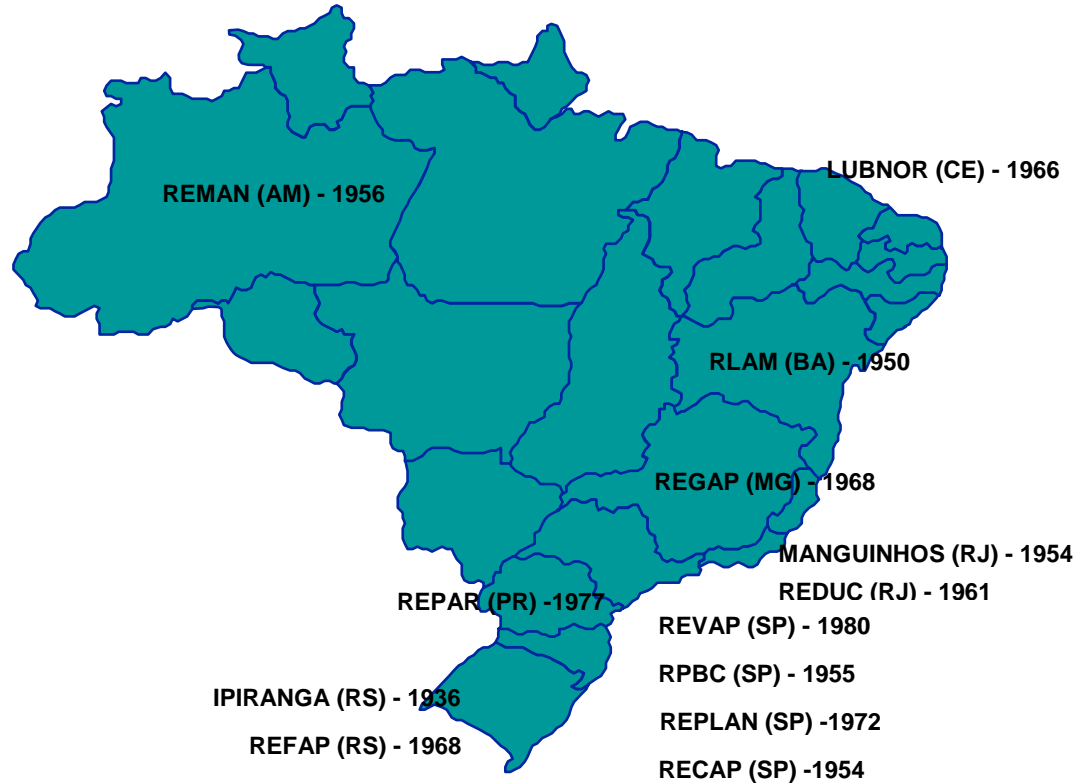 LUBNOR (CE) - 1966
REMAN (AM) - 1956
RLAM (BA) - 1950
REGAP (MG) - 1968
MANGUINHOS (RJ) - 1954
REDUC (RJ) - 1961
REPAR (PR) -1977
REVAP (SP) - 1980
RPBC (SP) - 1955
IPIRANGA (RS) - 1936
REPLAN (SP) -1972
REFAP (RS) - 1968
RECAP (SP) -1954